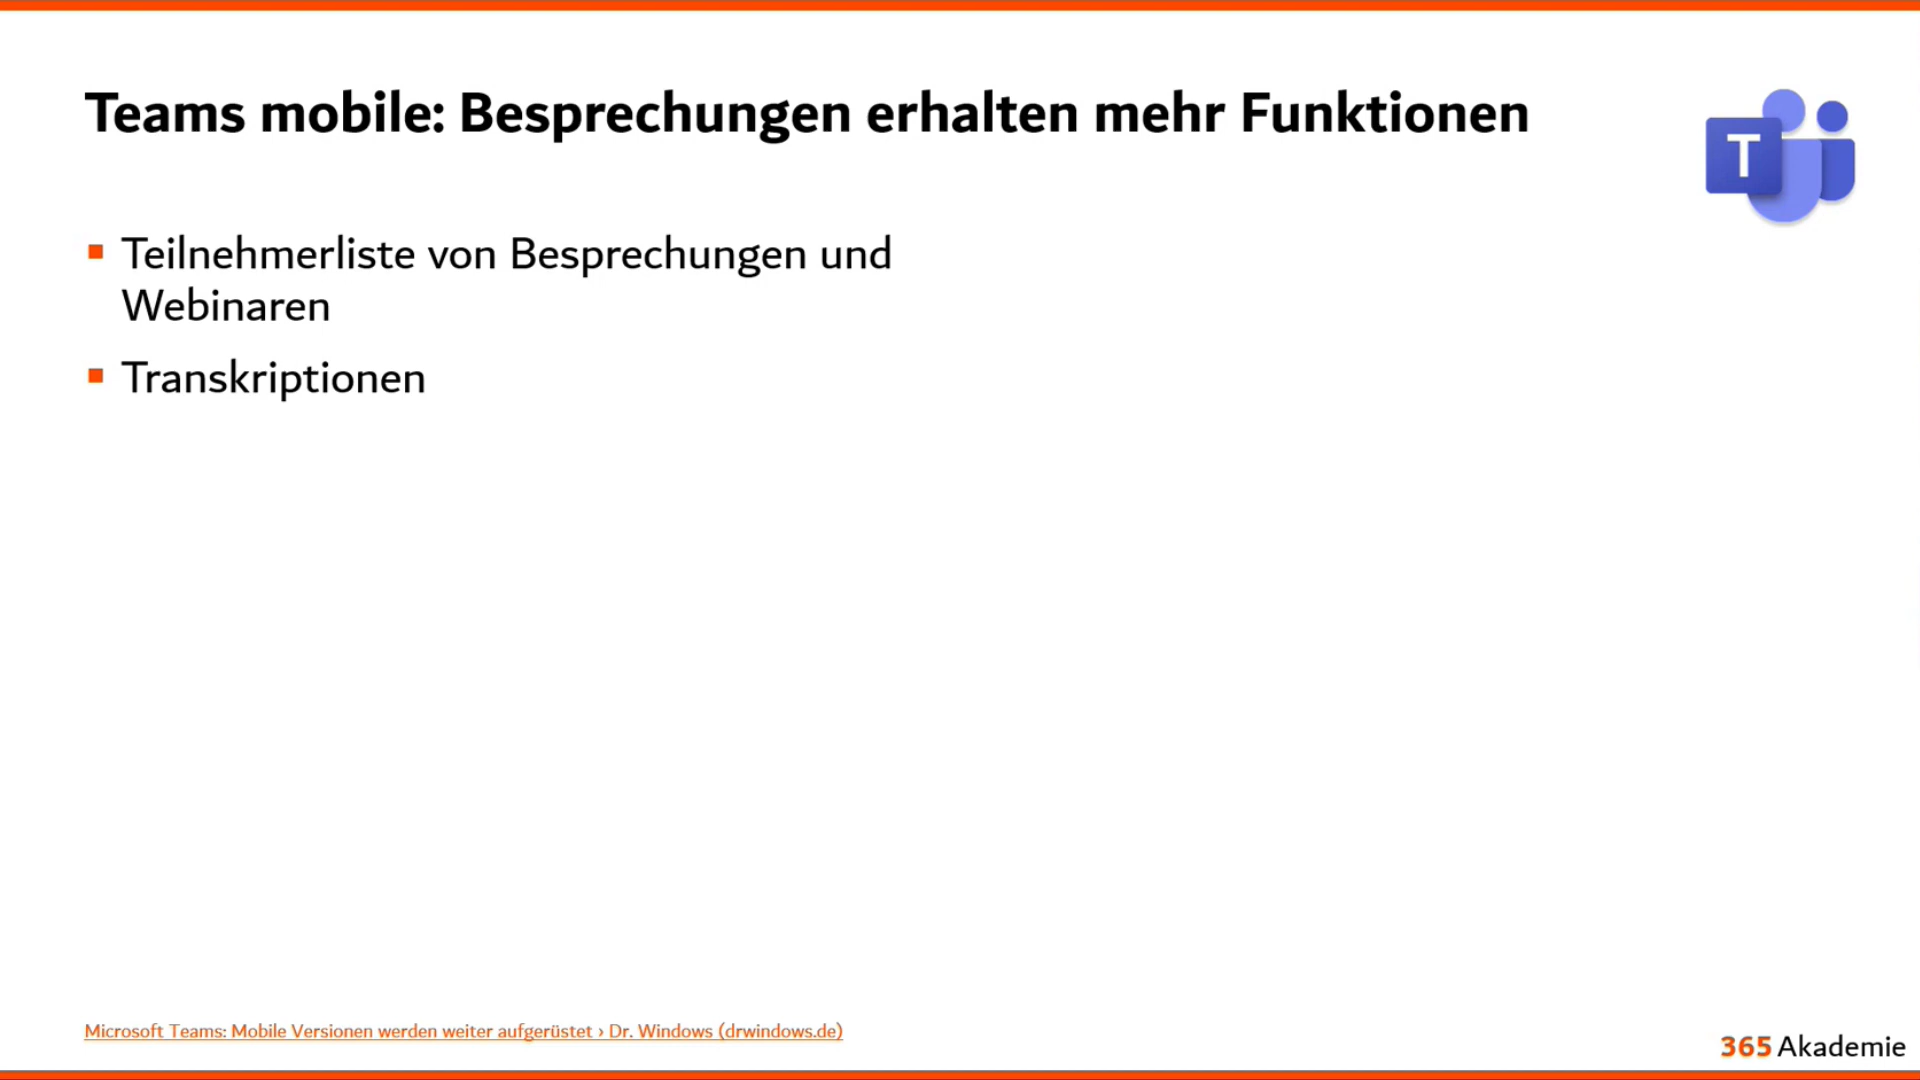 Teams mobile: Besprechungen erhalten mehr Funktionen
T
Teilnehmerliste von Besprechungen und
Webinaren
Transkriptionen
Microsoft Teams: Mobile Versionen werden weiter aufgerüstet › Dr. Windows (drwindows.de)
365 Akademie